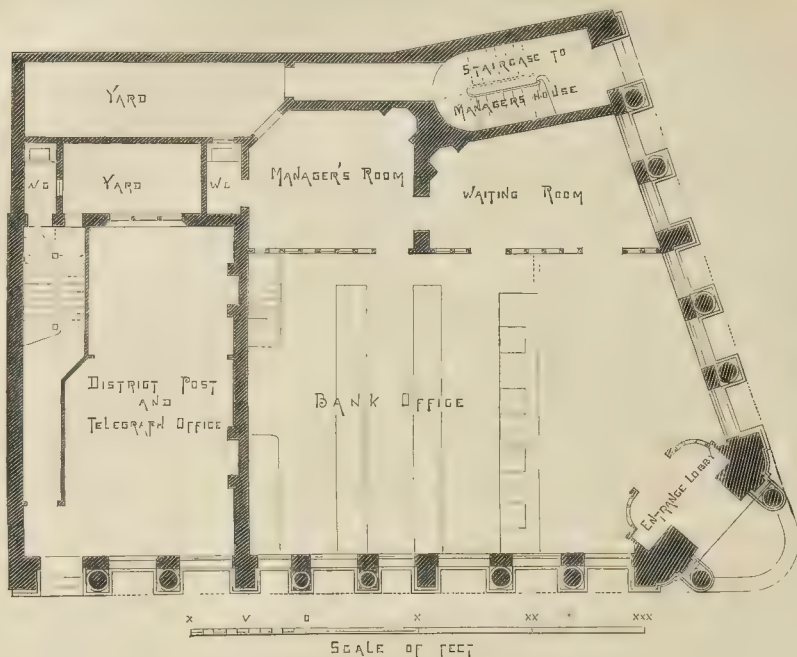 YARD
STAIRCASE TO
MANAGERS HOUSE
W.C
YARD
W.C
MANAGER'S ROOM
WAITING ROOM
DISTRICT POST
AND
TELEGRAPH OFFICE
BANK OFFICE
ENTRANCE LOBBY
X V O X XX XXX
SCALE OF FEET